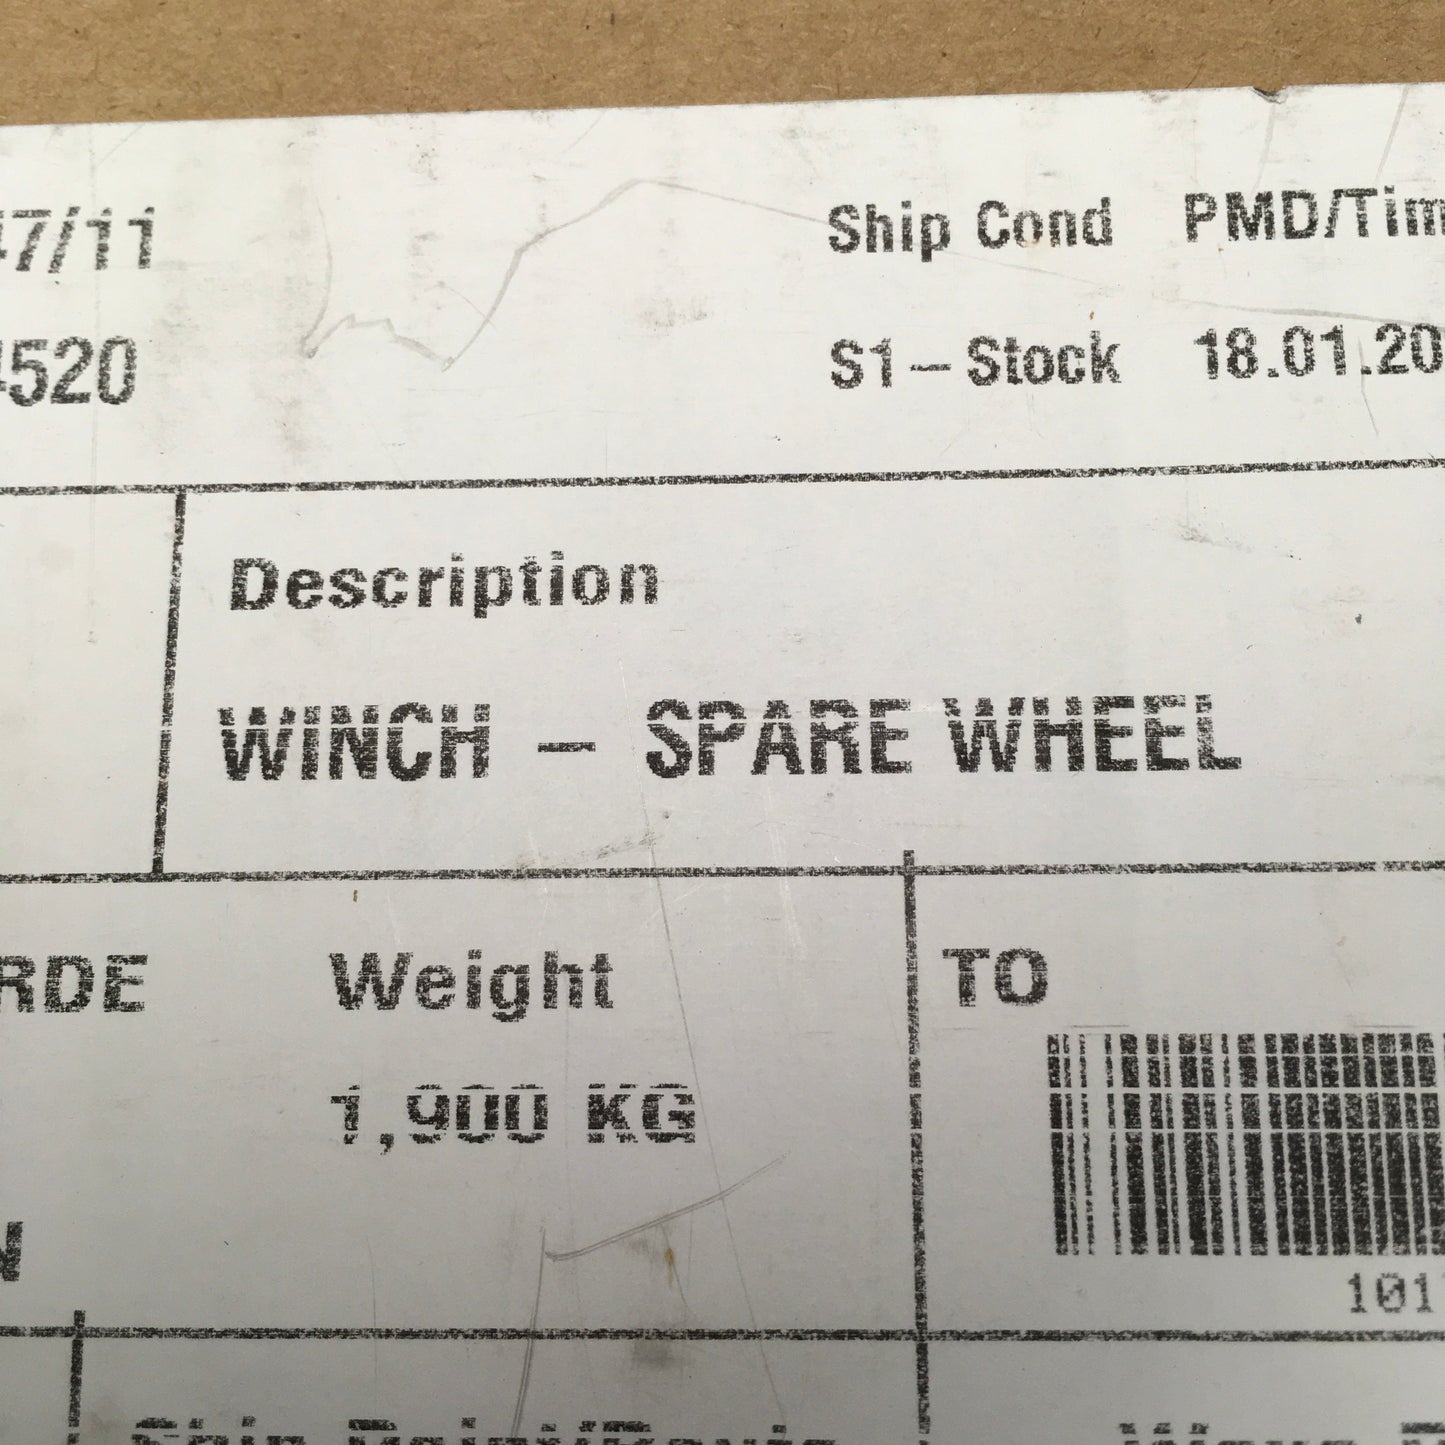 47/11 Ship Cond PMD/Tim
4520 S1-Stock 18.01.20
Description
WINCH - SPARE WHEEL
RDE Weight TO
1,900 KG
N
101